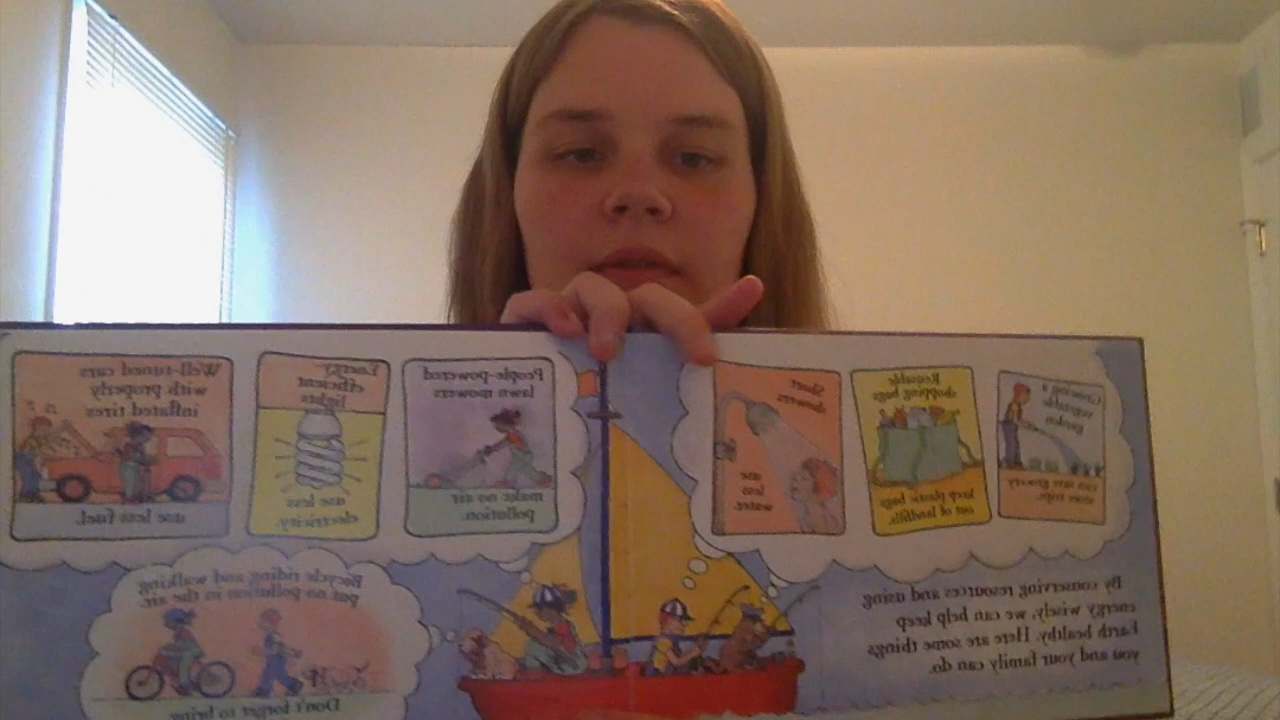 By conserving resources and using
energy wisely, we can help keep
Earth healthy. Here are some things
you and your family can do.
Growing a
vegetable
garden
can save grocery
store trips.
Reusable
shopping bags
keep plastic bags
out of landfills.
Short
showers
use
less
water.
People-powered
lawn mowers
make no air
pollution.
Energy-
efficient
lights
use less
electricity.
Well-tuned cars
with properly
inflated tires
use less fuel.
Bicycle riding and walking
put no pollution in the air.
Don't forget to bring